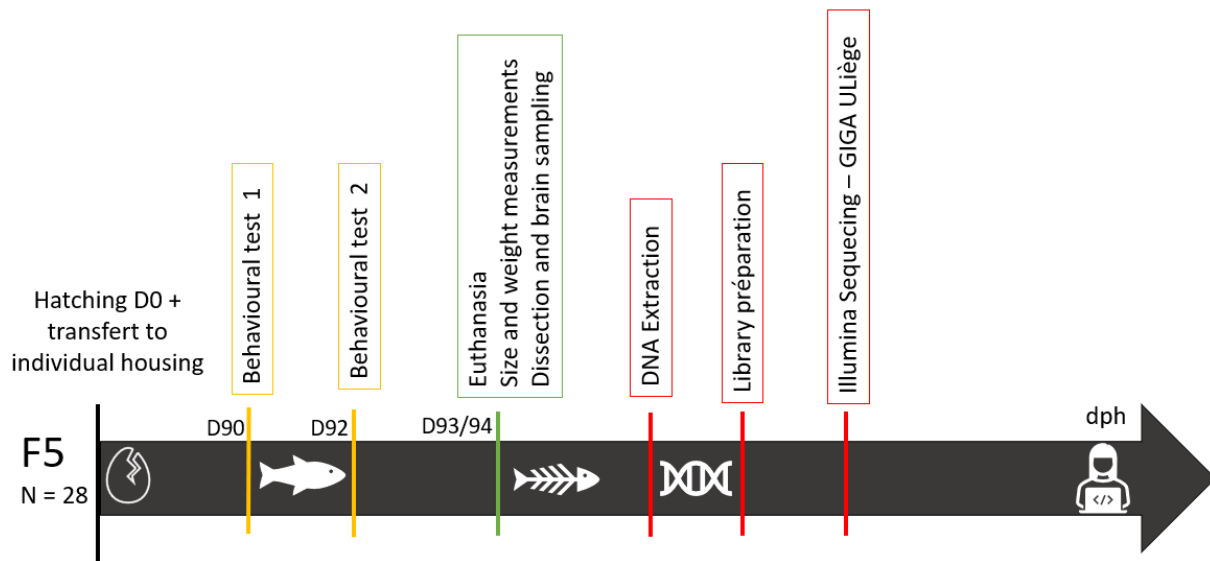 Hatching D0 +
transfert to
individual housing
Behavioural test  1
Behavioural test  2
Euthanasia
Size and weight measurements
Dissection and brain sampling
DNA Extraction
Library préparation
Illumina Sequecing – GIGA ULiège
D90
D92
D93/94
dph
F5
N = 28
</>